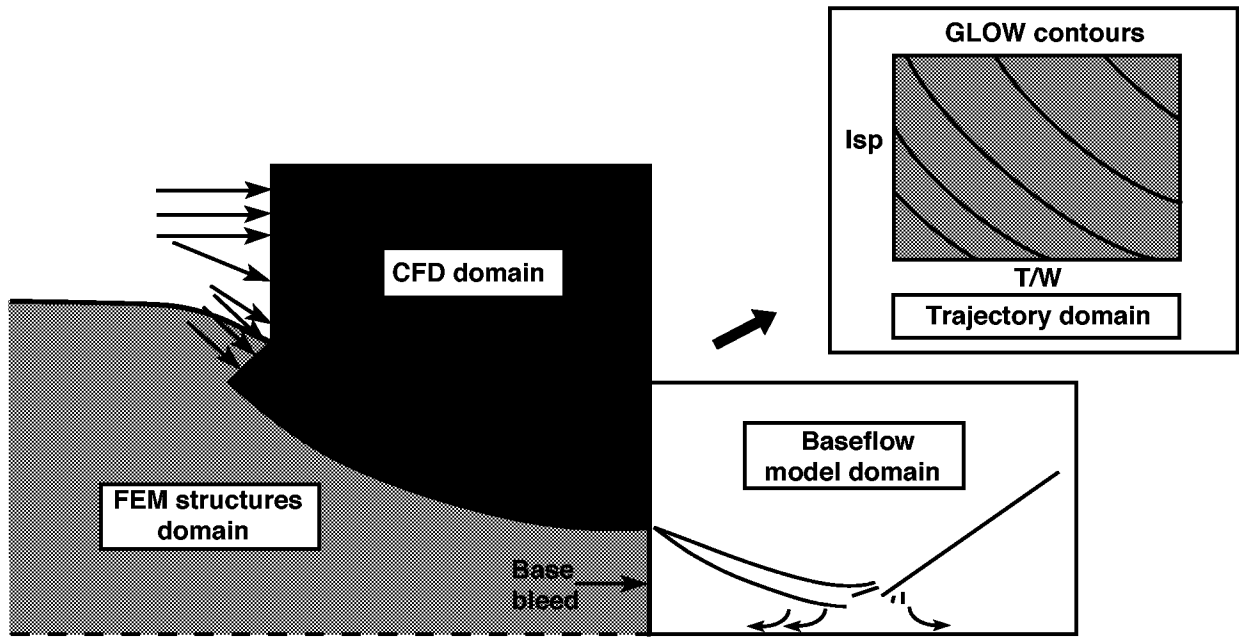 GLOW contours
Isp
T/W
Trajectory domain
CFD domain
Baseflow
model domain
FEM structures
domain
Base
bleed